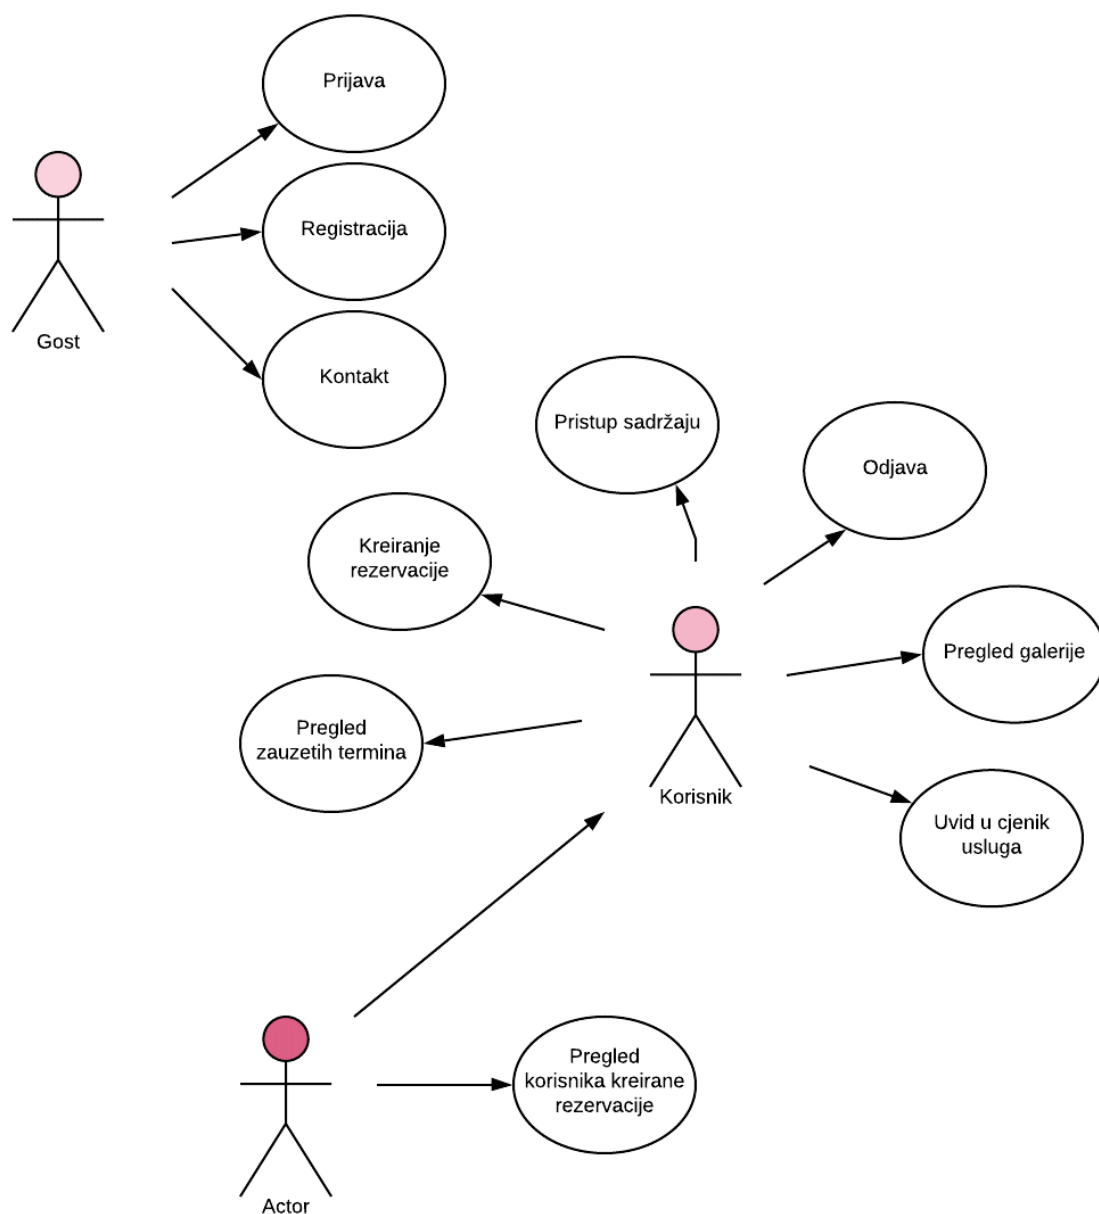 Prijava
Registracija
Gost
Kontakt
Pristup sadržaju
Odjava
Kreiranje
rezervacije
Pregled galerije
Pregled
zauzetih termina
Korisnik
Uvid u cjenik
usluga
Pregled
korisnika kreirane
rezervacije
Actor